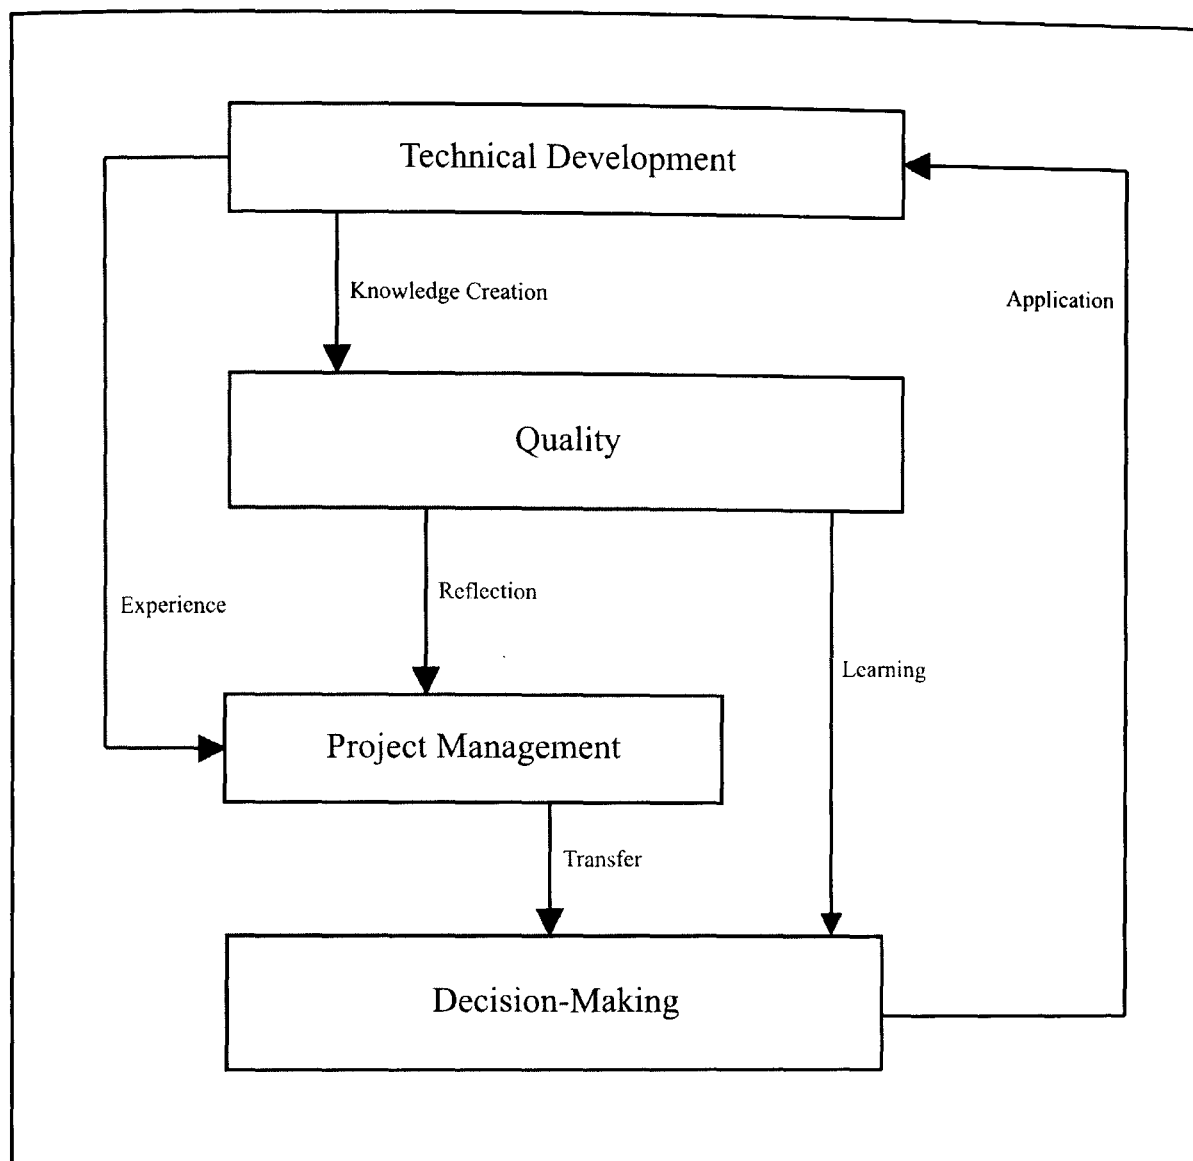 Technical Development
Knowledge Creation
Application
Quality
Reflection
Experience
Learning
Project Management
Transfer
Decision-Making